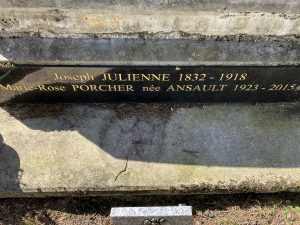 Joseph JULIENNE 1832 - 1918
Marie-Rose PORCHER née ANSAULT 1923 - 2015